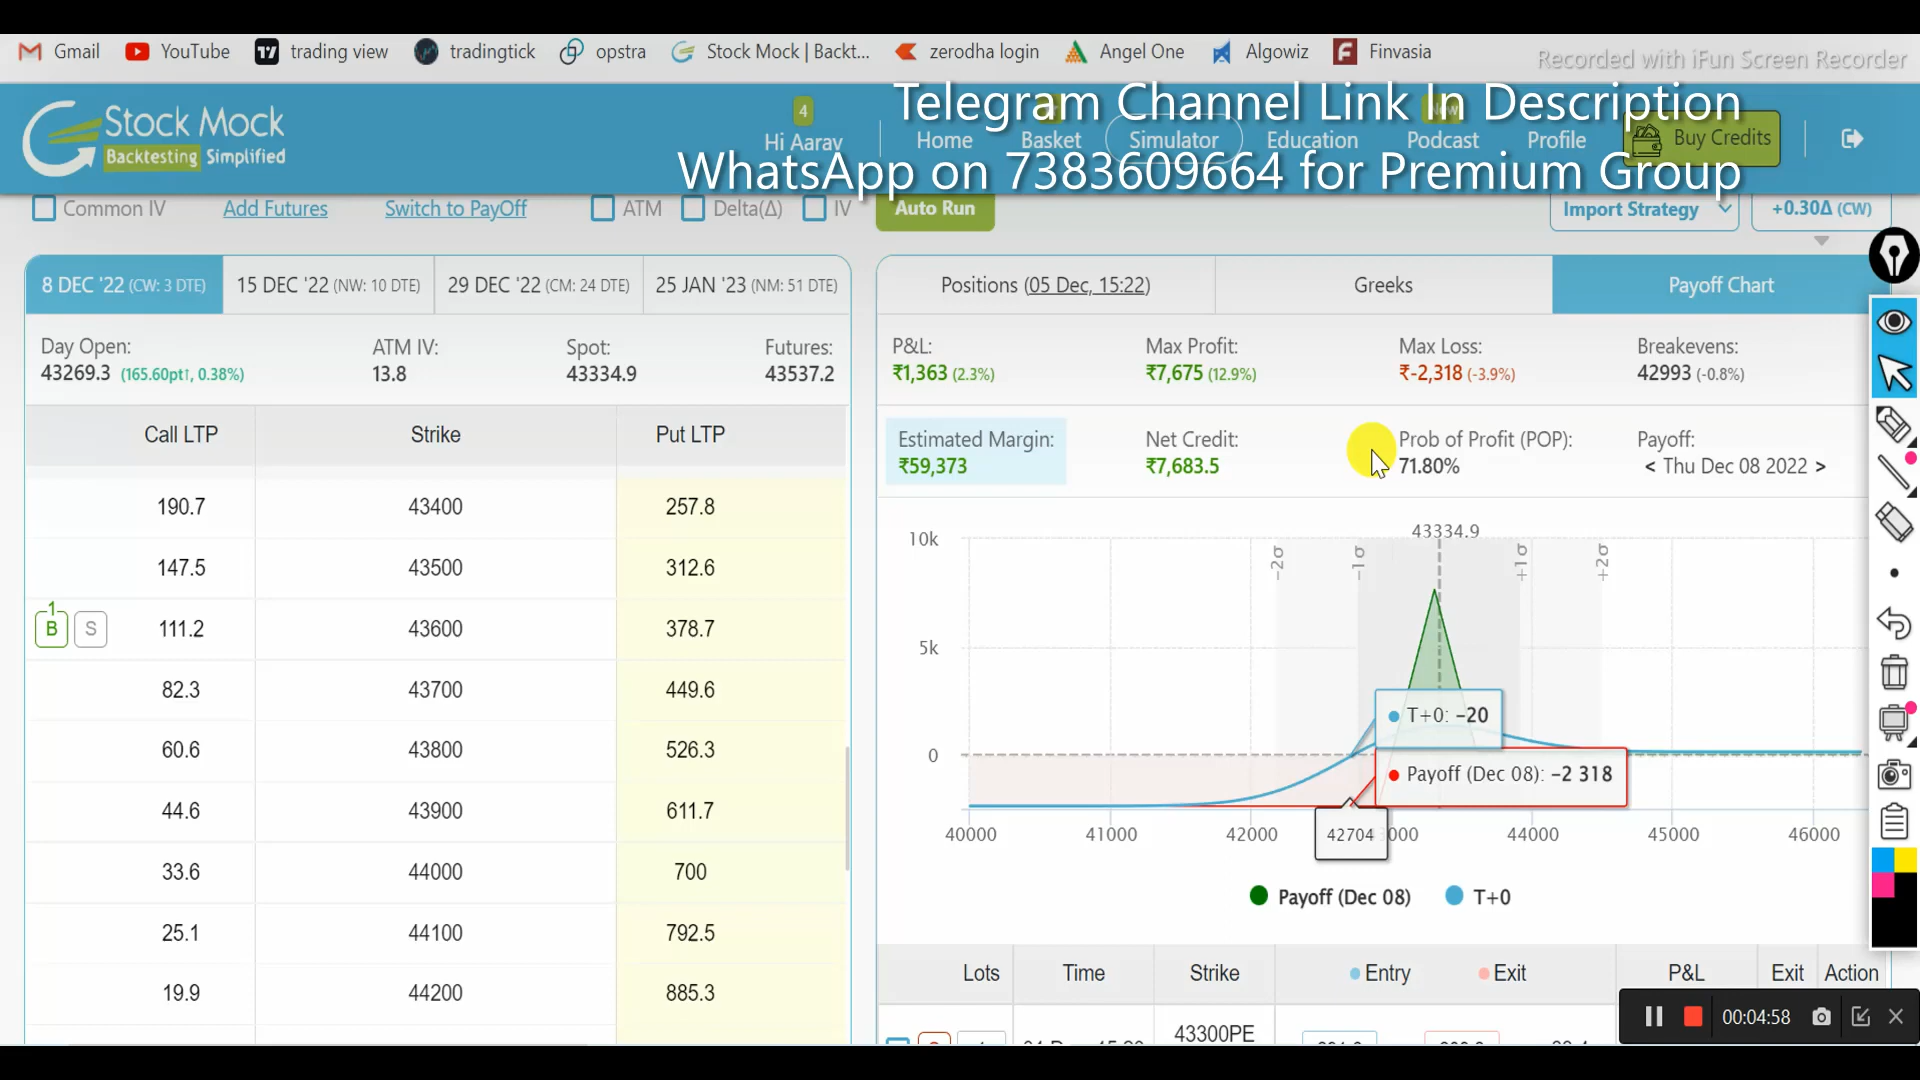 Gmail YouTube trading view tradingtick opstra Stock Mock | Backt... zerodha login Angel One Algowiz Finvasia
Recorded with iFun Screen Recorder
Telegram Channel Link In Description
WhatsApp on 7383609664 for Premium Group
Stock Mock
Backtesting Simplified
4
Hi Aarav Home Basket Simulator Education Podcast Profile Buy Credits
Common IV Add Futures Switch to PayOff ATM Delta(Δ) IV Auto Run Import Strategy +0.30Δ (CW)
8 DEC '22 (CW: 3 DTE) 15 DEC '22 (NW: 10 DTE) 29 DEC '22 (CM: 24 DTE) 25 JAN '23 (NM: 51 DTE)
Day Open: ATM IV: Spot: Futures:
43269.3 (165.60pt↑, 0.38%) 13.8 43334.9 43537.2
Call LTP Strike Put LTP
190.7 43400 257.8
147.5 43500 312.6
1
B S 111.2 43600 378.7
82.3 43700 449.6
60.6 43800 526.3
44.6 43900 611.7
33.6 44000 700
25.1 44100 792.5
19.9 44200 885.3
Positions (05 Dec, 15:22) Greeks Payoff Chart
P&L: Max Profit: Max Loss: Breakevens:
₹1,363 (2.3%) ₹7,675 (12.9%) ₹-2,318 (-3.9%) 42993 (-0.8%)
Estimated Margin: Net Credit: Prob of Profit (POP): Payoff:
₹59,373 ₹7,683.5 71.80% < Thu Dec 08 2022 >
43334.9
10k
-2σ -1σ +1σ +2σ
5k
T+0: -20
0
Payoff (Dec 08): -2 318
40000 41000 42000 42704 44000 45000 46000
Payoff (Dec 08) T+0
Lots Time Strike Entry Exit P&L Exit Action
43300PE
00:04:58